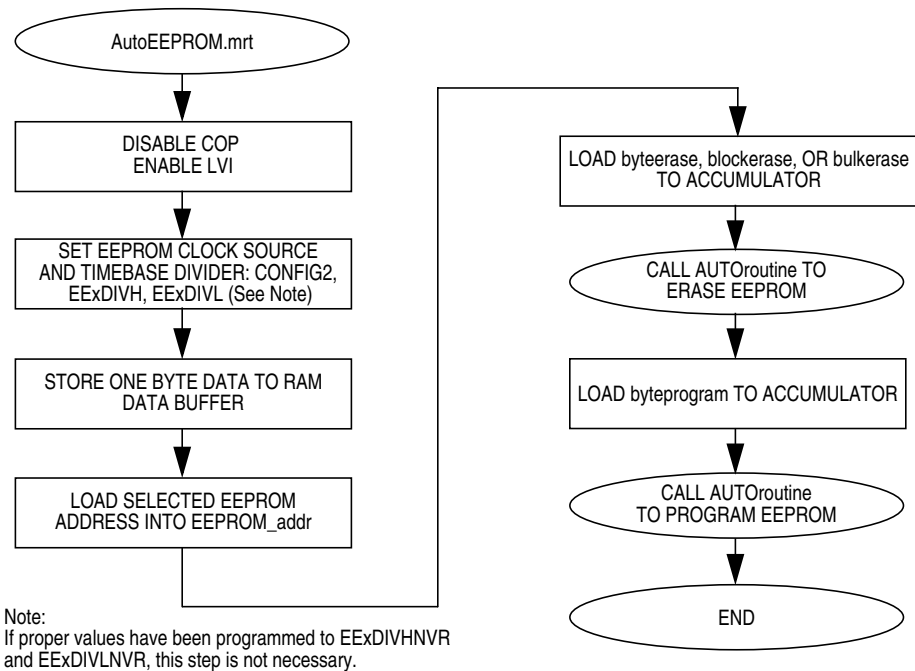 AutoEEPROM.mrt
DISABLE COP
ENABLE LVI
SET EEPROM CLOCK SOURCE
AND TIMEBASE DIVIDER: CONFIG2,
EExDIVH, EExDIVL (See Note)
STORE ONE BYTE DATA TO RAM
DATA BUFFER
LOAD SELECTED EEPROM
ADDRESS INTO EEPROM_addr
LOAD byteerase, blockerase, OR bulkerase
TO ACCUMULATOR
CALL AUTOroutine TO
ERASE EEPROM
LOAD byteprogram TO ACCUMULATOR
CALL AUTOroutine
TO PROGRAM EEPROM
END
Note:
If proper values have been programmed to EExDIVHNVR
and EExDIVLNVR, this step is not necessary.